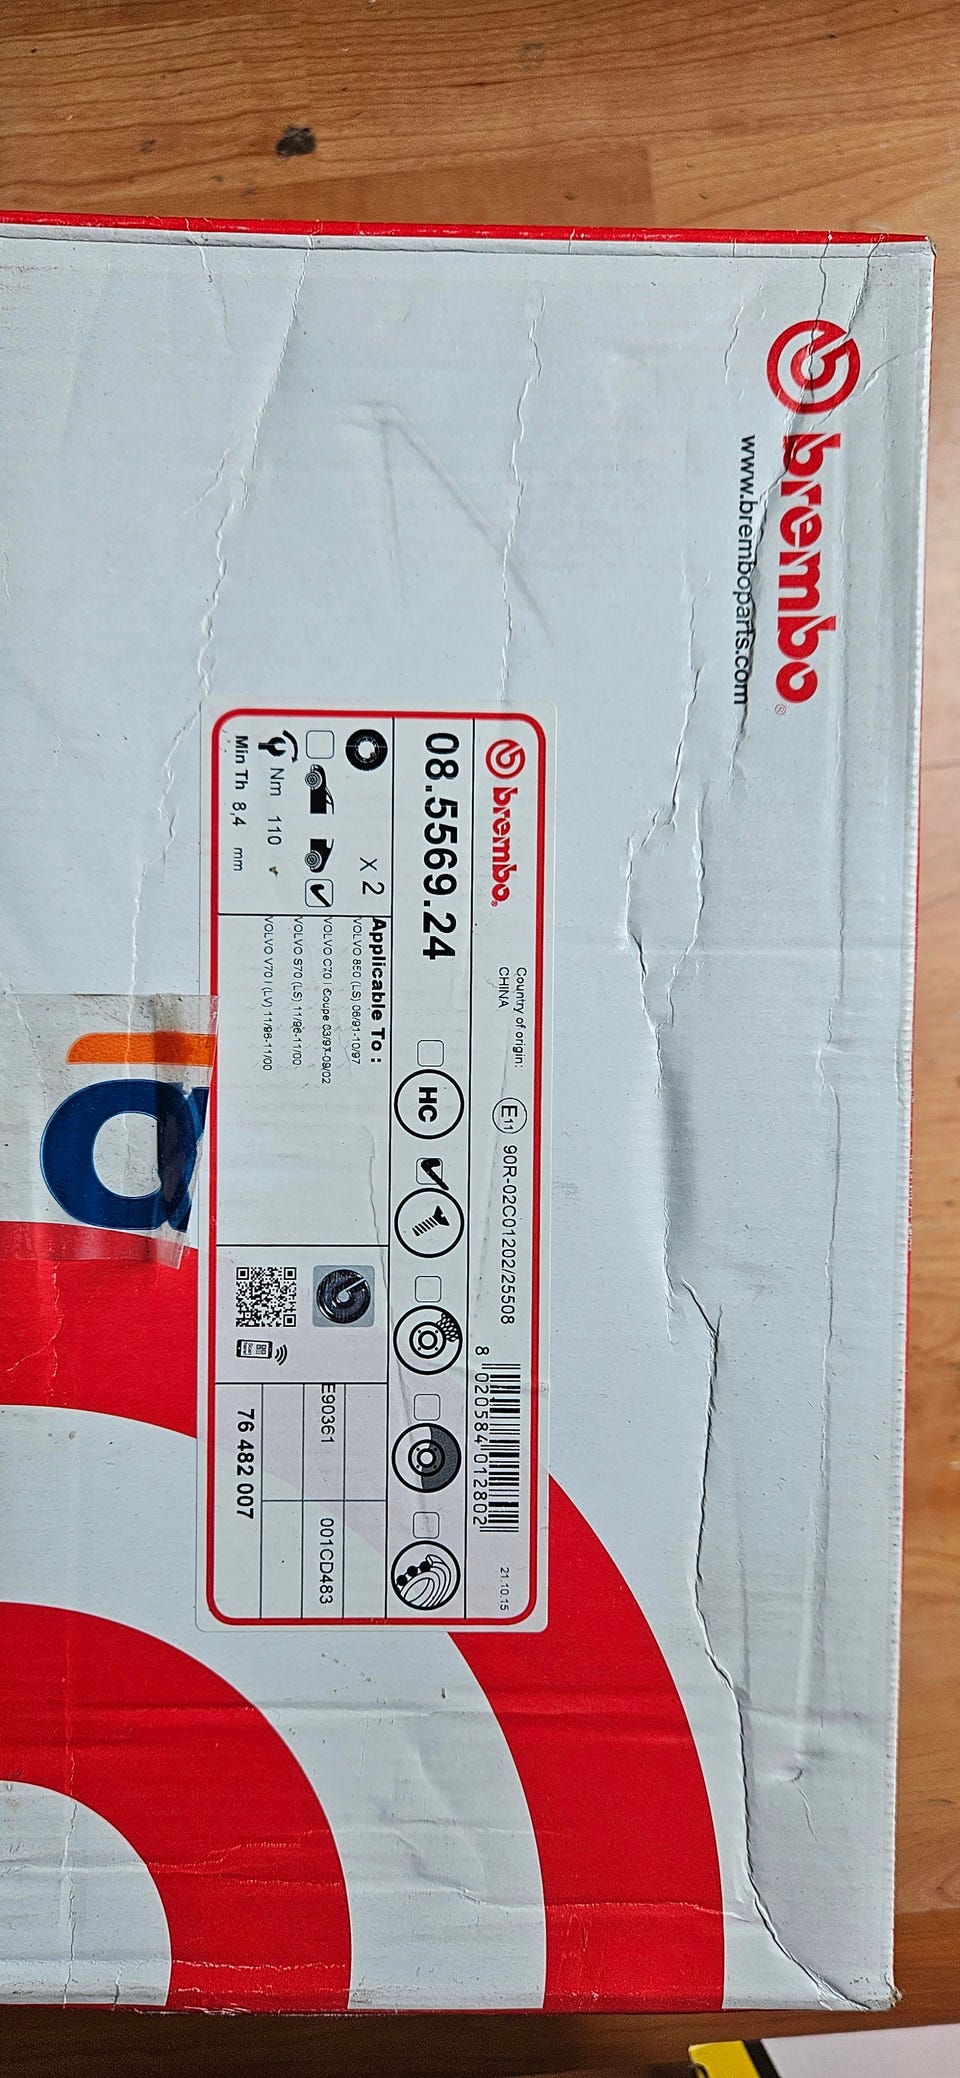 brembo®
www.bremboparts.com
brembo®
Country of origin:
CHINA
E11 90R-02C01202/25508
8 020584 012802
21.10.15
08.5569.24
HC
X 2
Nm 110
Min Th 8,4 mm
Applicable To :
VOLVO 850 (LS) 06/91-10/97
VOLVO C70 I Coupe 03/97-09/02
VOLVO S70 (LS) 11/96-11/00
VOLVO V70 I (LV) 11/96-11/00
E90361
001CD483
76 482 007